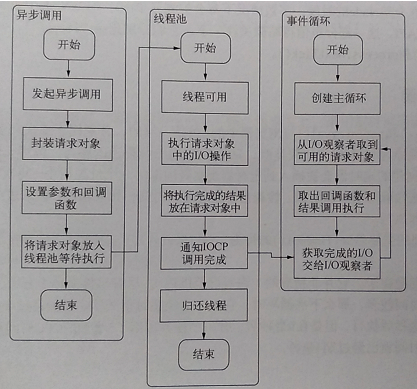 异步调用
开始
发起异步调用
封装请求对象
设置参数和回调
函数
将请求对象放入
线程池等待执行
结束
线程池
开始
线程可用
执行请求对象
中的I/O操作
将执行完成的结果
放在请求对象中
通知IOCP
调用完成
归还线程
结束
事件循环
开始
创建主循环
从I/O观察者取到
可用的请求对象
取出回调函数和
结果调用执行
获取完成的I/O
交给I/O观察者